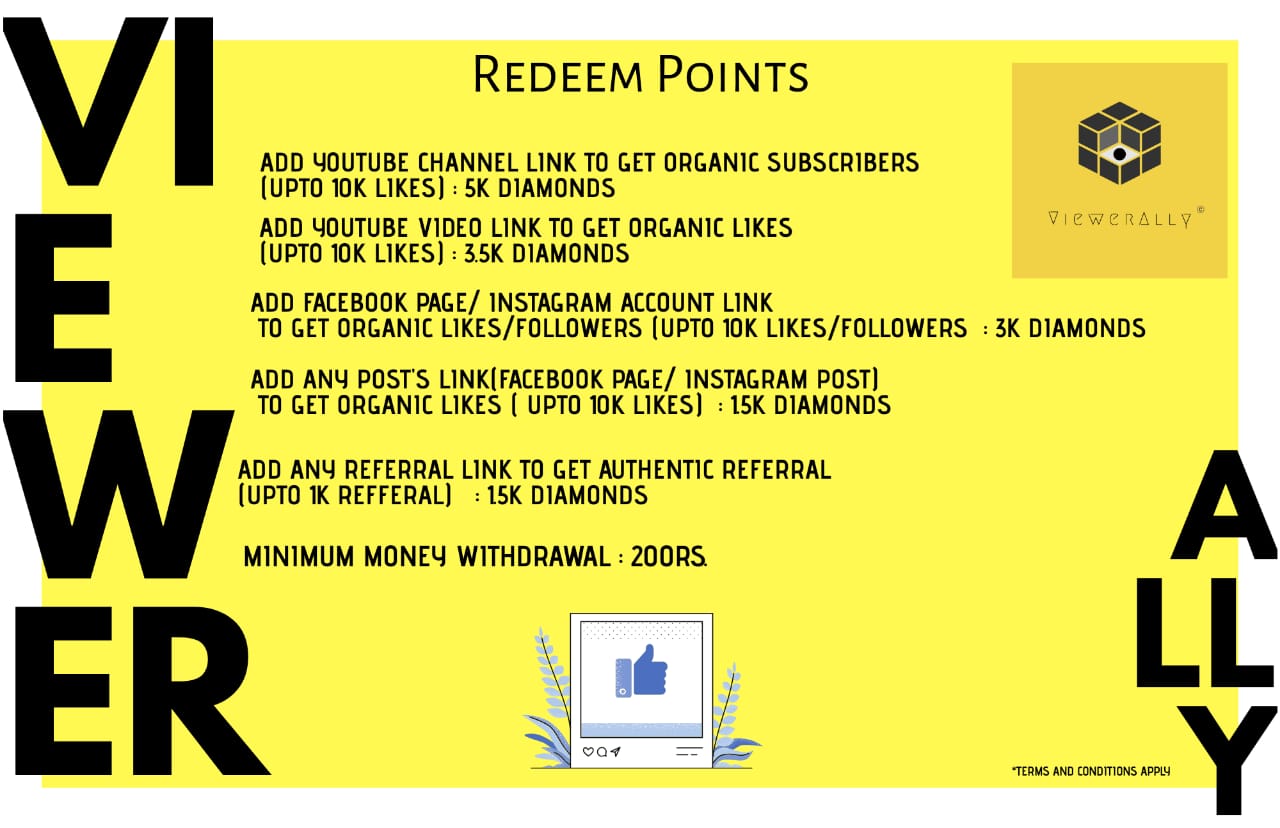 VI
E
W
ER
Redeem Points
VIEWERALLY©
ADD YOUTUBE CHANNEL LINK TO GET ORGANIC SUBSCRIBERS
(UPTO 10K LIKES) : 5K DIAMONDS
ADD YOUTUBE VIDEO LINK TO GET ORGANIC LIKES
(UPTO 10K LIKES) : 3.5K DIAMONDS
ADD FACEBOOK PAGE/ INSTAGRAM ACCOUNT LINK
TO GET ORGANIC LIKES/FOLLOWERS (UPTO 10K LIKES/FOLLOWERS : 3K DIAMONDS
ADD ANY POST'S LINK(FACEBOOK PAGE/ INSTAGRAM POST)
TO GET ORGANIC LIKES ( UPTO 10K LIKES) : 1.5K DIAMONDS
ADD ANY REFERRAL LINK TO GET AUTHENTIC REFERRAL
(UPTO 1K REFFERAL) : 1.5K DIAMONDS
MINIMUM MONEY WITHDRAWAL : 200RS.
A
LL
Y
*TERMS AND CONDITIONS APPLY